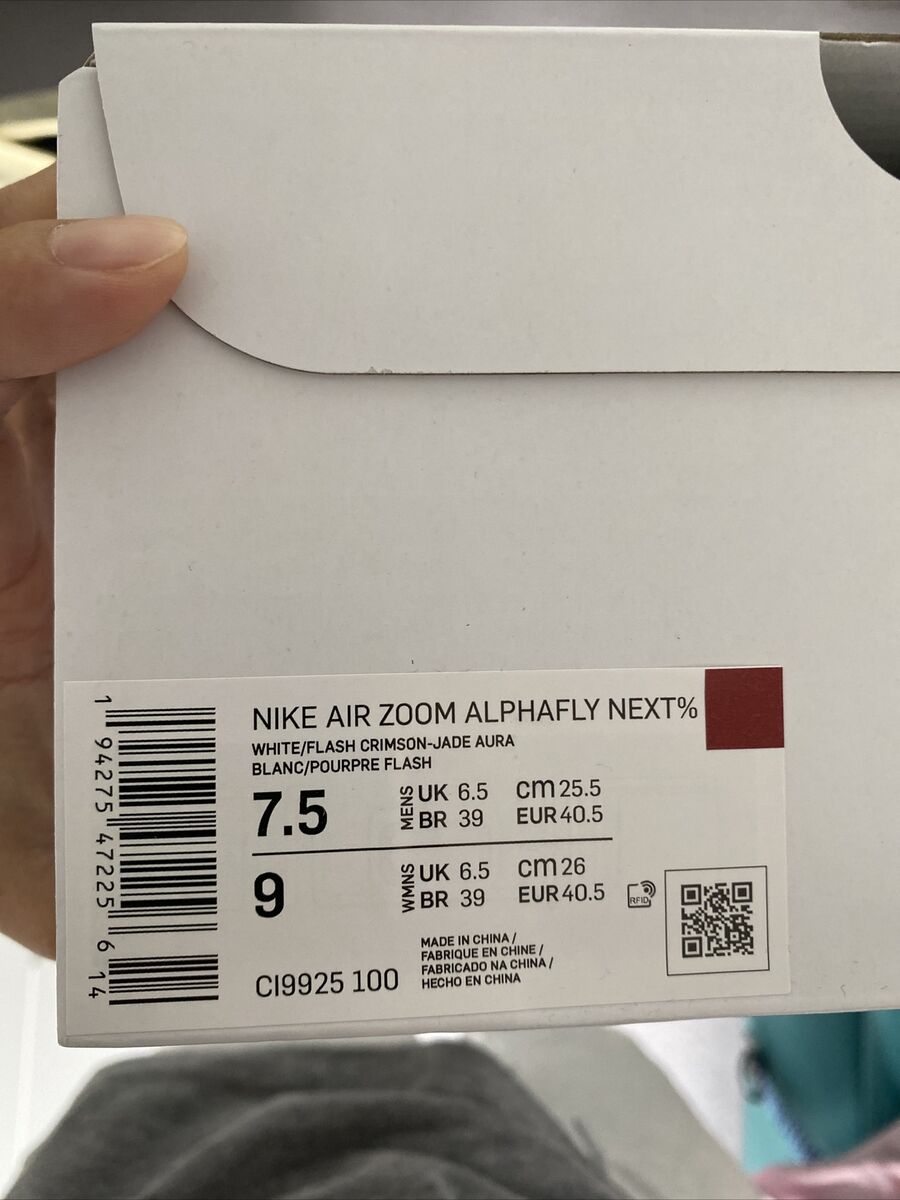 NIKE AIR ZOOM ALPHAFLY NEXT%
WHITE/FLASH CRIMSON-JADE AURA
BLANC/POURPRE FLASH
7.5 MENS UK 6.5 cm 25.5
BR 39 EUR 40.5
9 WMNS UK 6.5 cm 26
BR 39 EUR 40.5
RFID
MADE IN CHINA /
FABRIQUE EN CHINE /
FABRICADO NA CHINA /
HECHO EN CHINA
CI9925 100
1 94275 47225 6 14